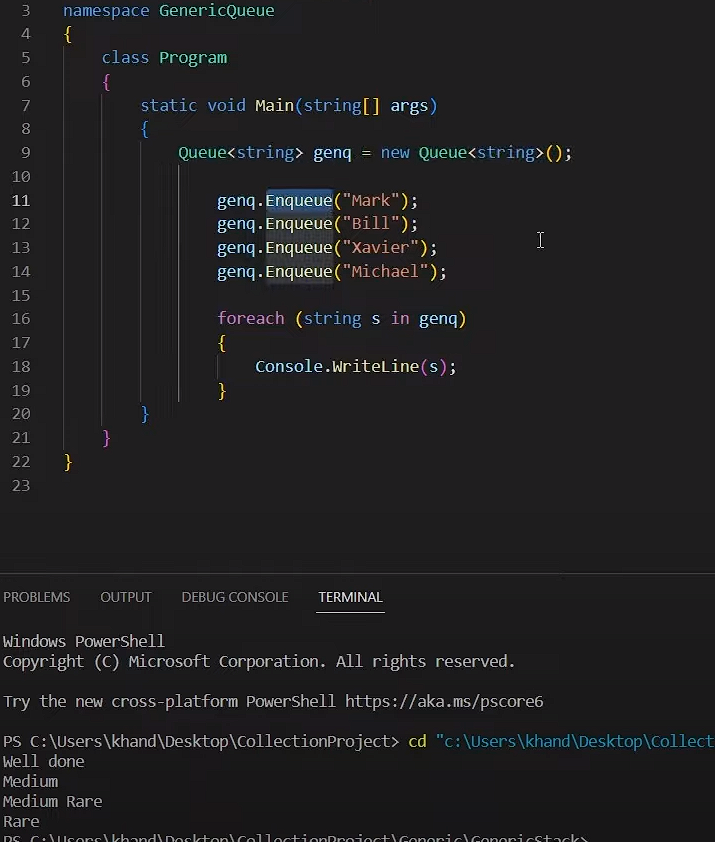 3 namespace GenericQueue
4 {
5 class Program
6 {
7 static void Main(string[] args)
8 {
9 Queue<string> genq = new Queue<string>();
10
11 genq.Enqueue("Mark");
12 genq.Enqueue("Bill");
13 genq.Enqueue("Xavier");
14 genq.Enqueue("Michael");
15
16 foreach (string s in genq)
17 {
18 Console.WriteLine(s);
19 }
20 }
21 }
22 }
23
PROBLEMS OUTPUT DEBUG CONSOLE TERMINAL
Windows PowerShell
Copyright (C) Microsoft Corporation. All rights reserved.
Try the new cross-platform PowerShell https://aka.ms/pscore6
PS C:\Users\khand\Desktop\CollectionProject> cd "c:\Users\khand\Desktop\Collect
Well done
Medium
Medium Rare
Rare
PS C:\Users\khand\Desktop\CollectionProject\Generic\GenericStack>